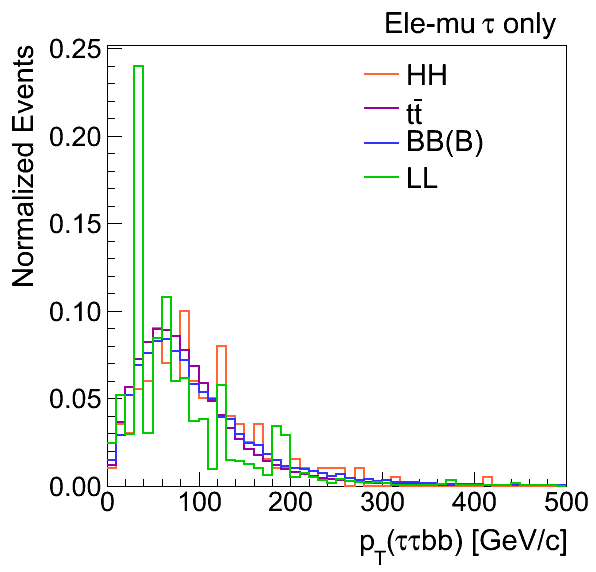 Ele-mu τ only
Normalized Events
0.25
0.20
0.15
0.10
0.05
0.00
HH
tt̄
BB(B)
LL
0 100 200 300 400 500
p_T(ττbb) [GeV/c]